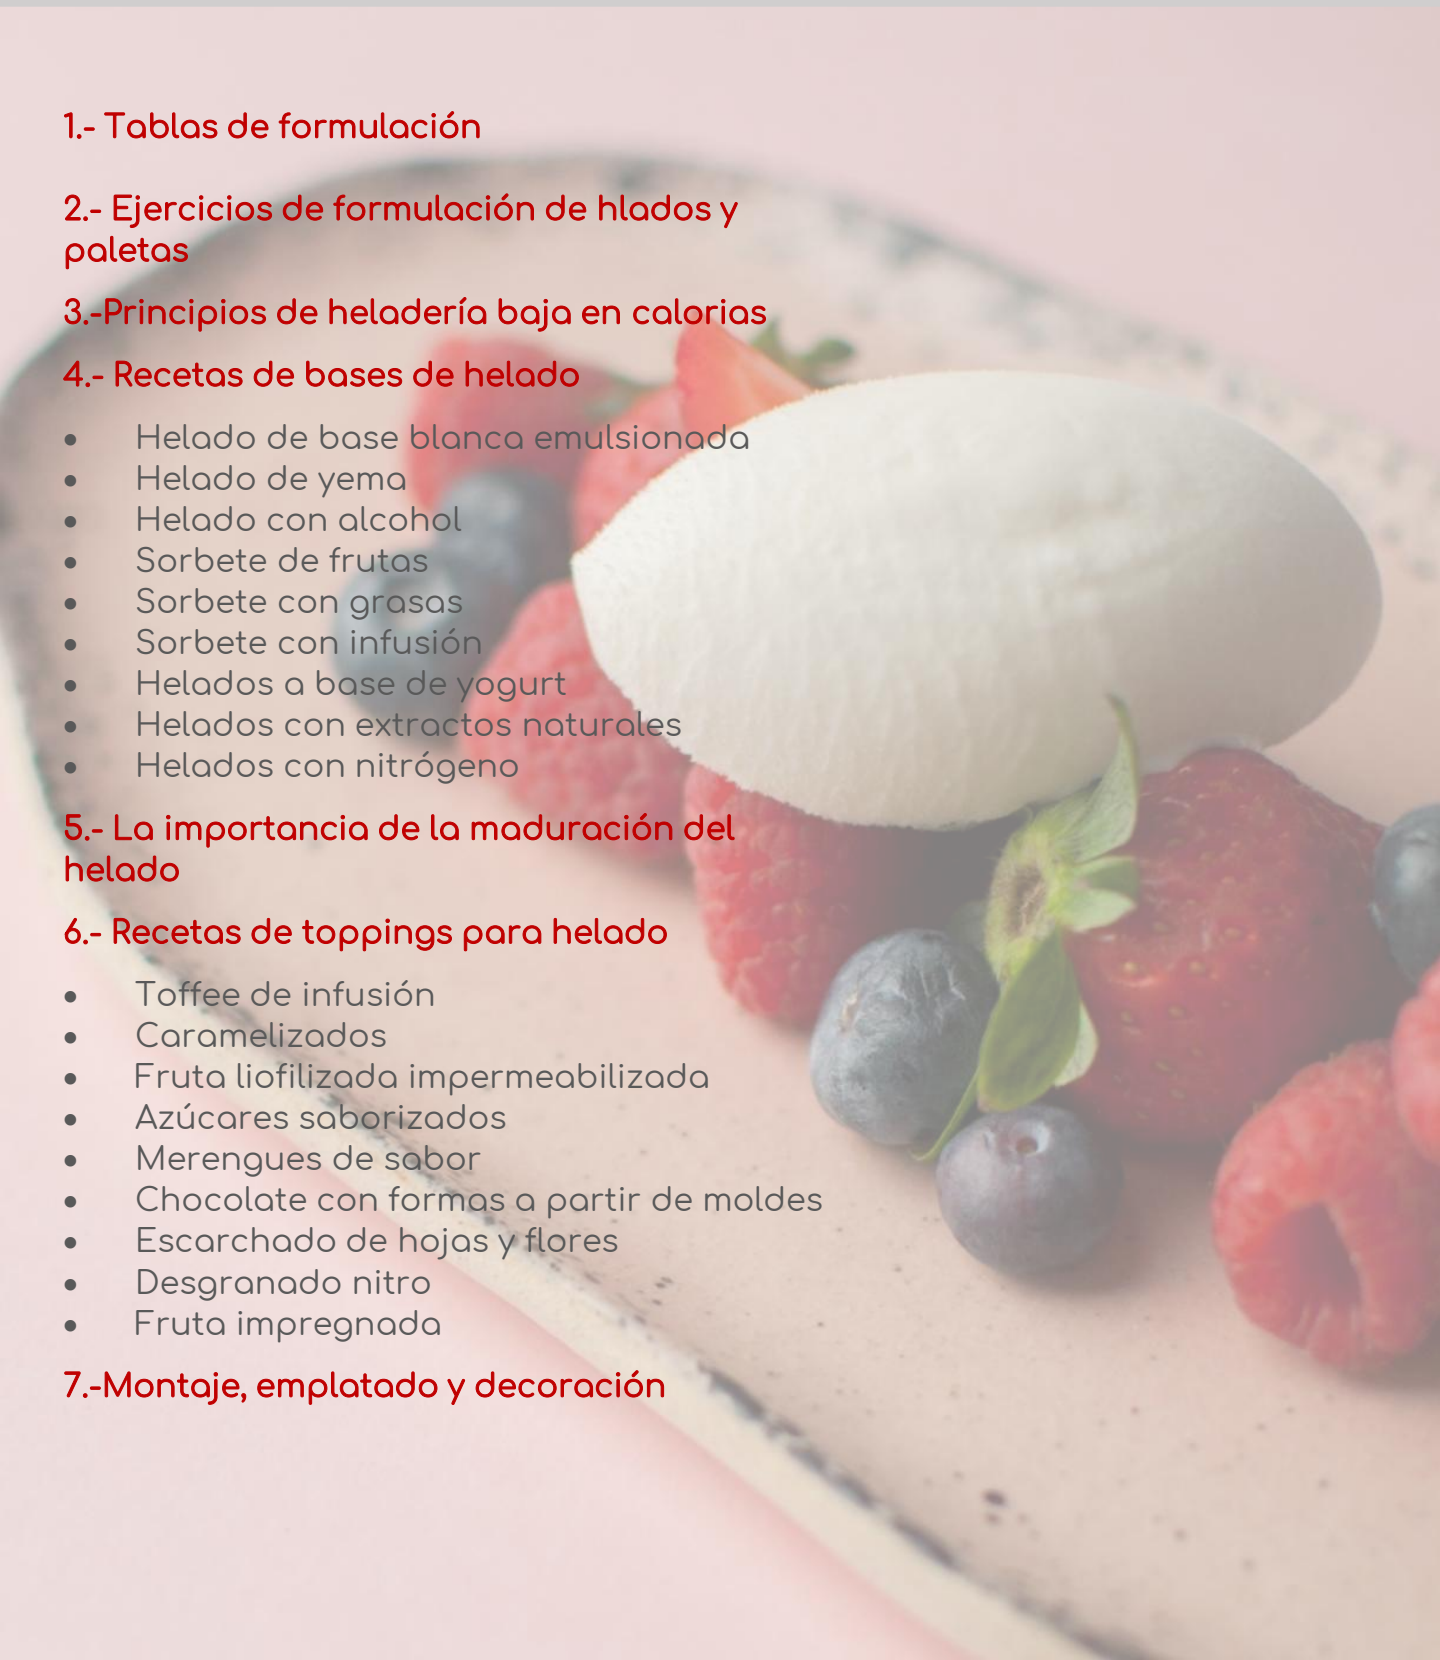 1.- Tablas de formulación
2.- Ejercicios de formulación de hlados y
paletas
3.-Principios de heladería baja en calorias
4.- Recetas de bases de helado
• Helado de base blanca emulsionada
• Helado de yema
• Helado con alcohol
• Sorbete de frutas
• Sorbete con grasas
• Sorbete con infusión
• Helados a base de yogurt
• Helados con extractos naturales
• Helados con nitrógeno
5.- La importancia de la maduración del
helado
6.- Recetas de toppings para helado
• Toffee de infusión
• Caramelizados
• Fruta liofilizada impermeabilizada
• Azúcares saborizados
• Merengues de sabor
• Chocolate con formas a partir de moldes
• Escarchado de hojas y flores
• Desgranado nitro
• Fruta impregnada
7.-Montaje, emplatado y decoración